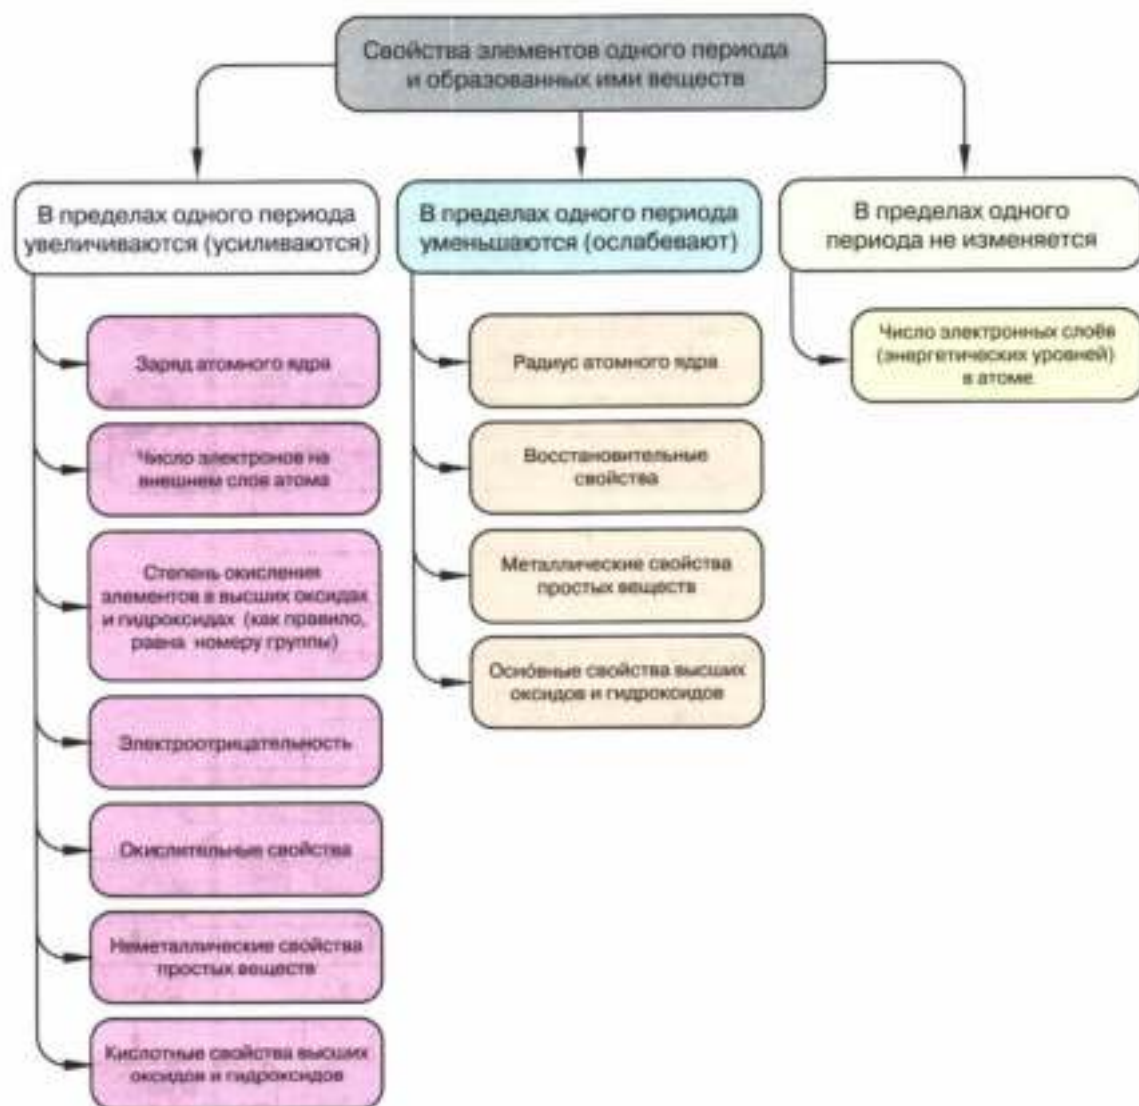 Свойства элементов одного периода
и образованных ими веществ
В пределах одного периода
увеличиваются (усиливаются)
Заряд атомного ядра
Число электронов на
внешнем слое атома
Степень окисления
элементов в высших оксидах
и гидроксидах (как правило,
равна номеру группы)
Электроотрицательность
Окислительные свойства
Неметаллические свойства
простых веществ
Кислотные свойства высших
оксидов и гидроксидов
В пределах одного периода
уменьшаются (ослабевают)
Радиус атомного ядра
Восстановительные
свойства
Металлические свойства
простых веществ
Осно́вные свойства высших
оксидов и гидроксидов
В пределах одного
периода не изменяется
Число электронных слоёв
(энергетических уровней)
в атоме